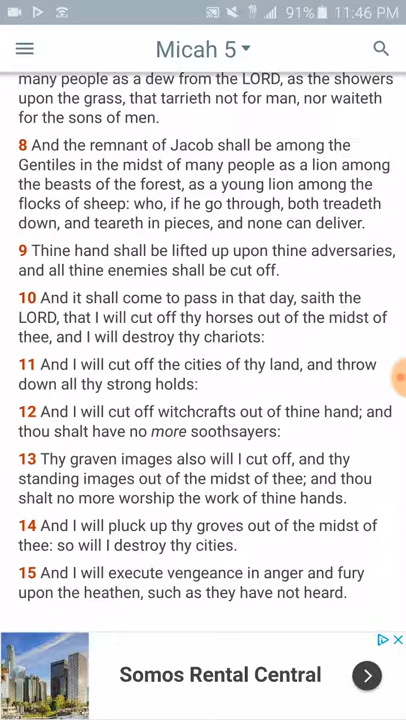 91% 11:46 PM
Micah 5
many people as a dew from the LORD, as the showers
upon the grass, that tarrieth not for man, nor waiteth
for the sons of men.
8 And the remnant of Jacob shall be among the
Gentiles in the midst of many people as a lion among
the beasts of the forest, as a young lion among the
flocks of sheep: who, if he go through, both treadeth
down, and teareth in pieces, and none can deliver.
9 Thine hand shall be lifted up upon thine adversaries,
and all thine enemies shall be cut off.
10 And it shall come to pass in that day, saith the
LORD, that I will cut off thy horses out of the midst of
thee, and I will destroy thy chariots:
11 And I will cut off the cities of thy land, and throw
down all thy strong holds:
12 And I will cut off witchcrafts out of thine hand; and
thou shalt have no more soothsayers:
13 Thy graven images also will I cut off, and thy
standing images out of the midst of thee; and thou
shalt no more worship the work of thine hands.
14 And I will pluck up thy groves out of the midst of
thee: so will I destroy thy cities.
15 And I will execute vengeance in anger and fury
upon the heathen, such as they have not heard.
Somos Rental Central